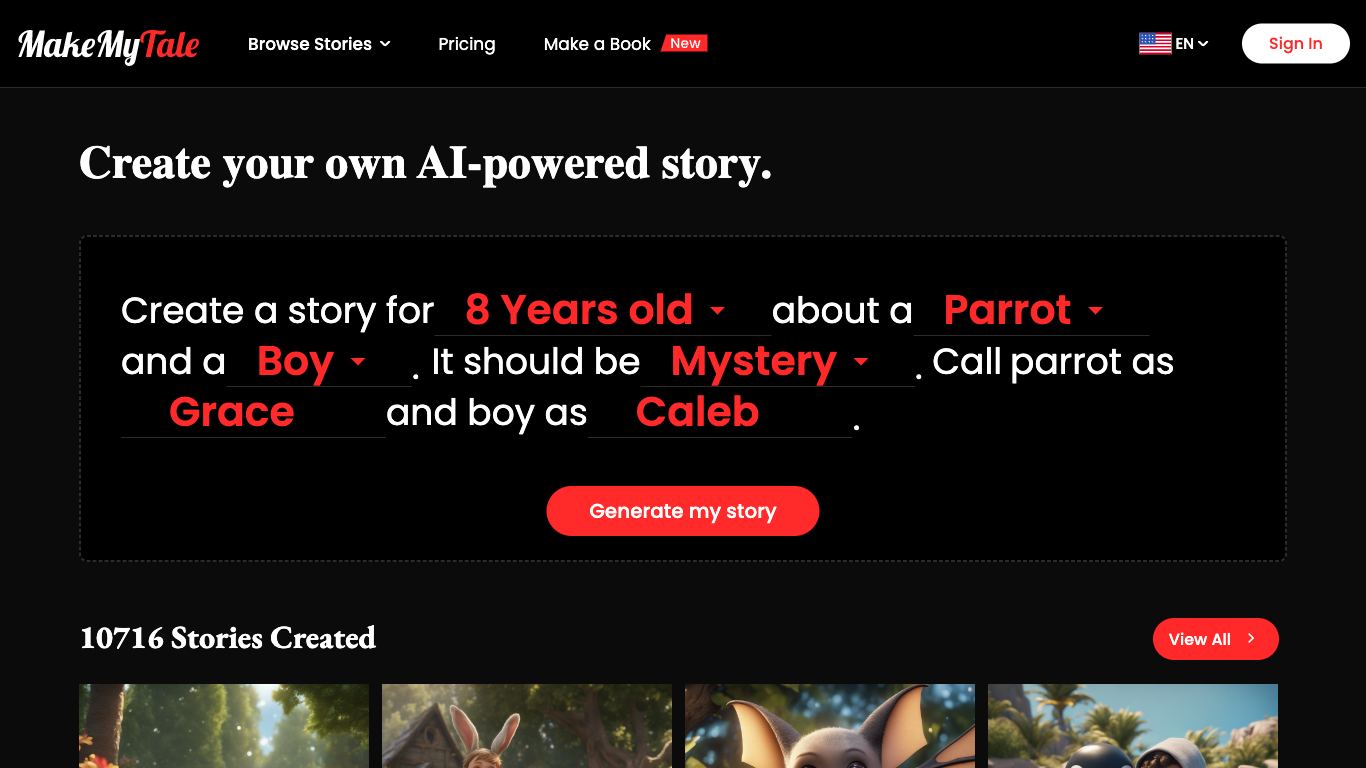 MakeMyTale
Browse Stories
Pricing
Make a Book New
EN
Sign In
Create your own AI-powered story.
Create a story for 8 Years old about a Parrot
and a Boy . It should be Mystery . Call parrot as
Grace and boy as Caleb .
Generate my story
10716 Stories Created
View All